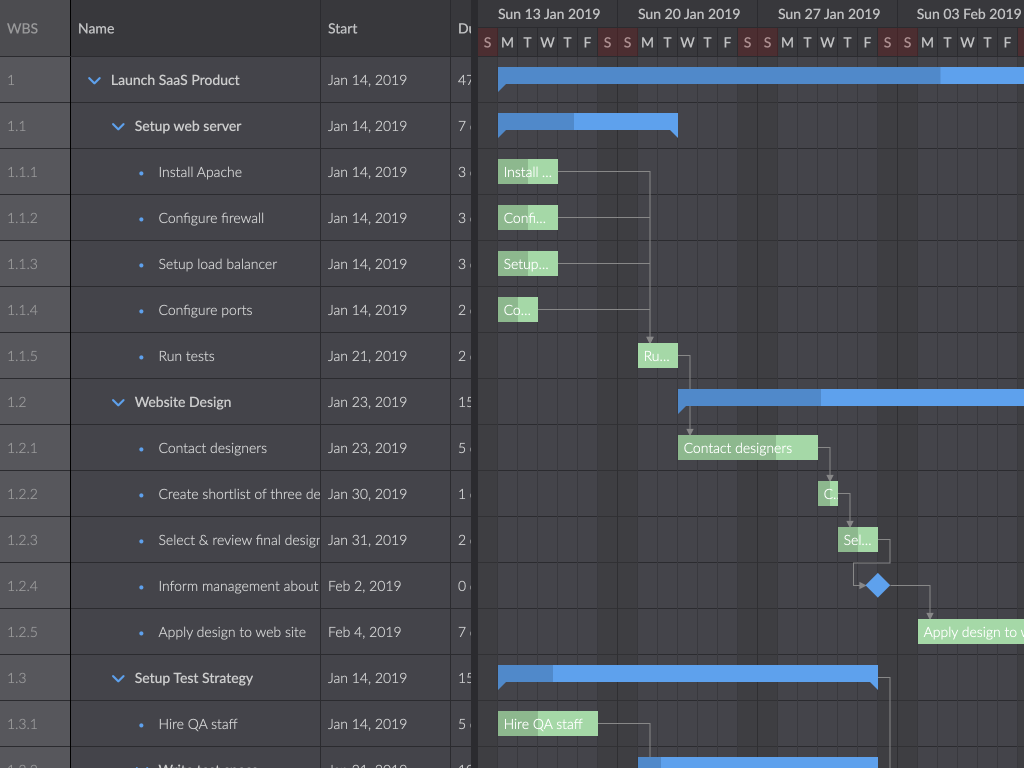 WBS Name Start Du Sun 13 Jan 2019 Sun 20 Jan 2019 Sun 27 Jan 2019 Sun 03 Feb 2019
S M T W T F S S M T W T F S S M T W T F S S M T W T F
1 Launch SaaS Product Jan 14, 2019 47
1.1 Setup web server Jan 14, 2019 7
1.1.1 Install Apache Jan 14, 2019 3 Install ...
1.1.2 Configure firewall Jan 14, 2019 3 Confi...
1.1.3 Setup load balancer Jan 14, 2019 3 Setup...
1.1.4 Configure ports Jan 14, 2019 2 Co...
1.1.5 Run tests Jan 21, 2019 2 Ru...
1.2 Website Design Jan 23, 2019 15
1.2.1 Contact designers Jan 23, 2019 5 Contact designers
1.2.2 Create shortlist of three de Jan 30, 2019 1 C...
1.2.3 Select & review final design Jan 31, 2019 2 Sel...
1.2.4 Inform management about Feb 2, 2019 0
1.2.5 Apply design to web site Feb 4, 2019 7 Apply design to
1.3 Setup Test Strategy Jan 14, 2019 15
1.3.1 Hire QA staff Jan 14, 2019 5 Hire QA staff